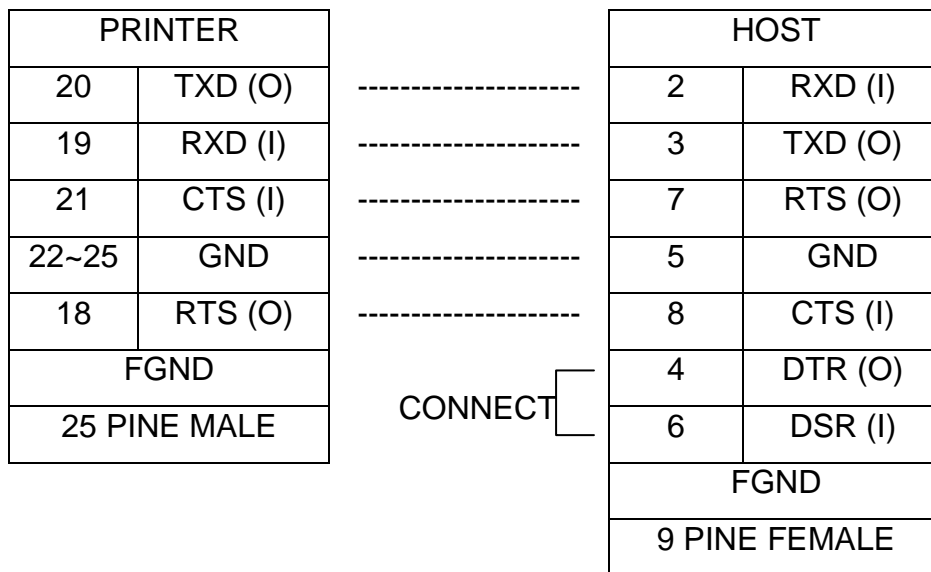 PRINTER HOST
20 TXD (O) --------------------- 2 RXD (I)
19 RXD (I) --------------------- 3 TXD (O)
21 CTS (I) --------------------- 7 RTS (O)
22~25 GND --------------------- 5 GND
18 RTS (O) --------------------- 8 CTS (I)
FGND 4 DTR (O)
CONNECT
25 PINE MALE 6 DSR (I)
FGND
9 PINE FEMALE